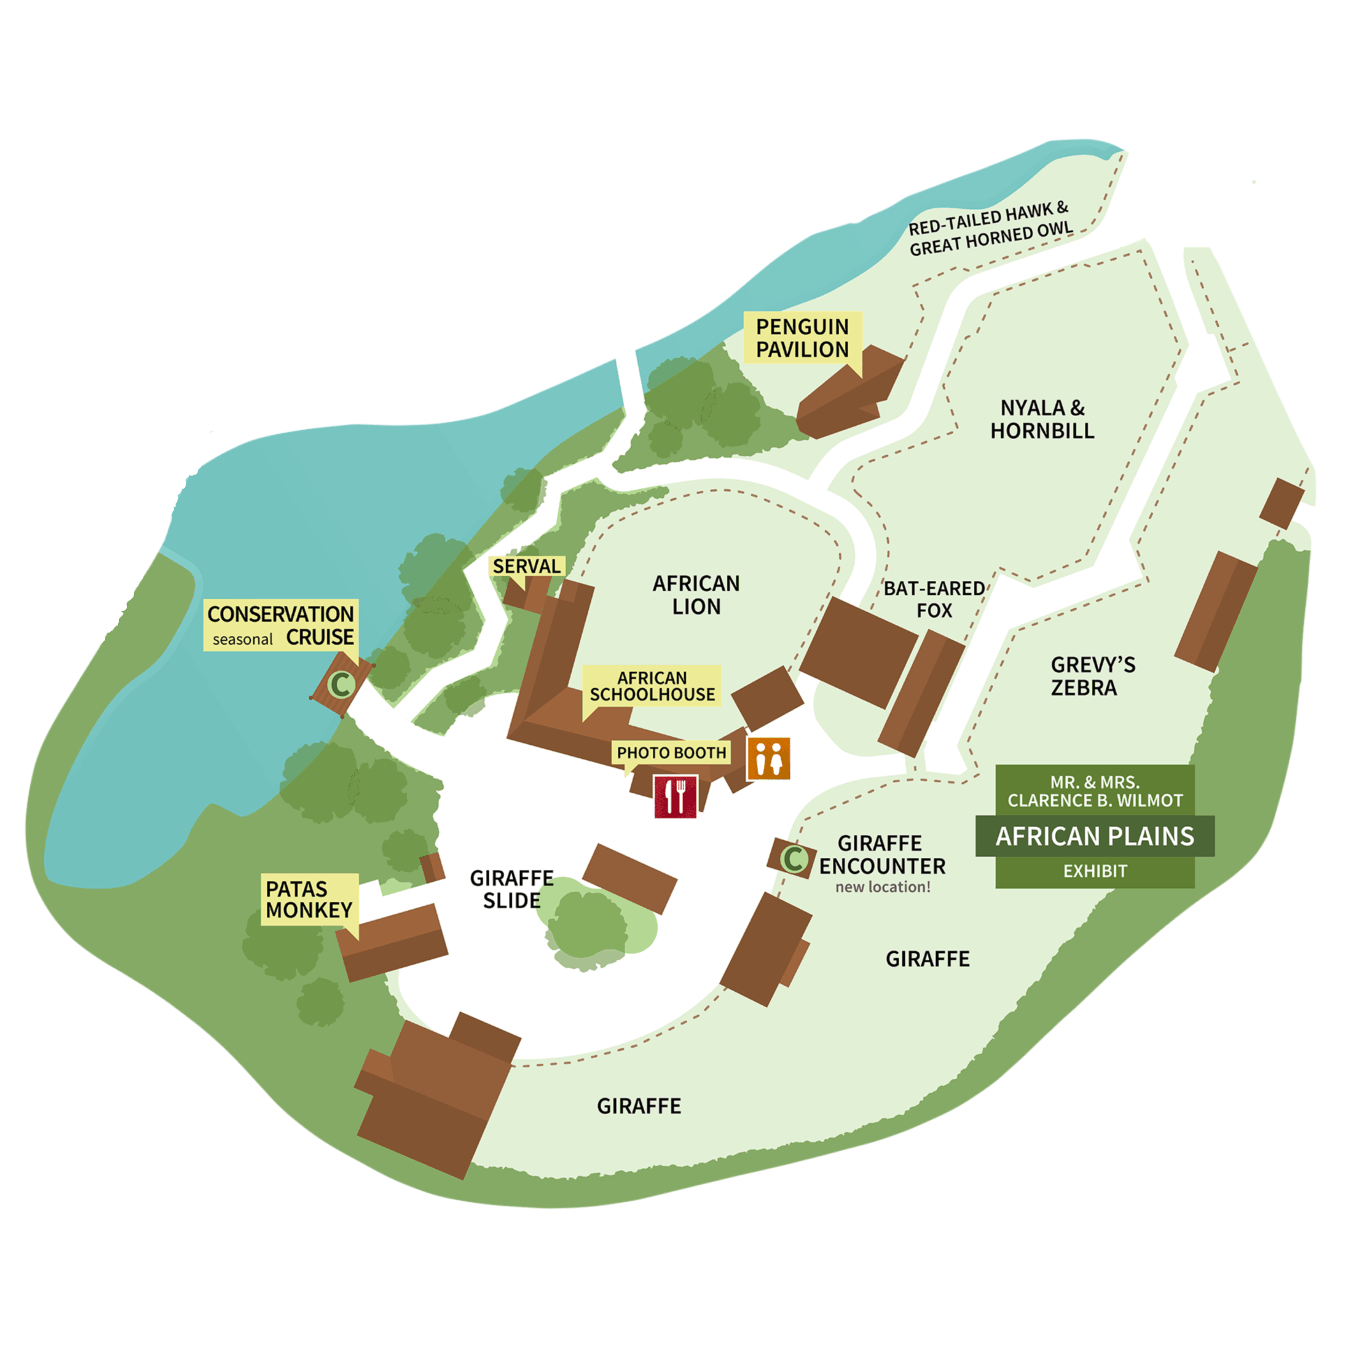 RED-TAILED HAWK &
GREAT HORNED OWL
PENGUIN
PAVILION
NYALA &
HORNBILL
SERVAL
AFRICAN
LION
BAT-EARED
FOX
CONSERVATION
seasonal CRUISE
C
AFRICAN
SCHOOLHOUSE
GREVY'S
ZEBRA
PHOTO BOOTH
MR. & MRS.
CLARENCE B. WILMOT
AFRICAN PLAINS
EXHIBIT
C
GIRAFFE
ENCOUNTER
new location!
GIRAFFE
SLIDE
PATAS
MONKEY
GIRAFFE
GIRAFFE